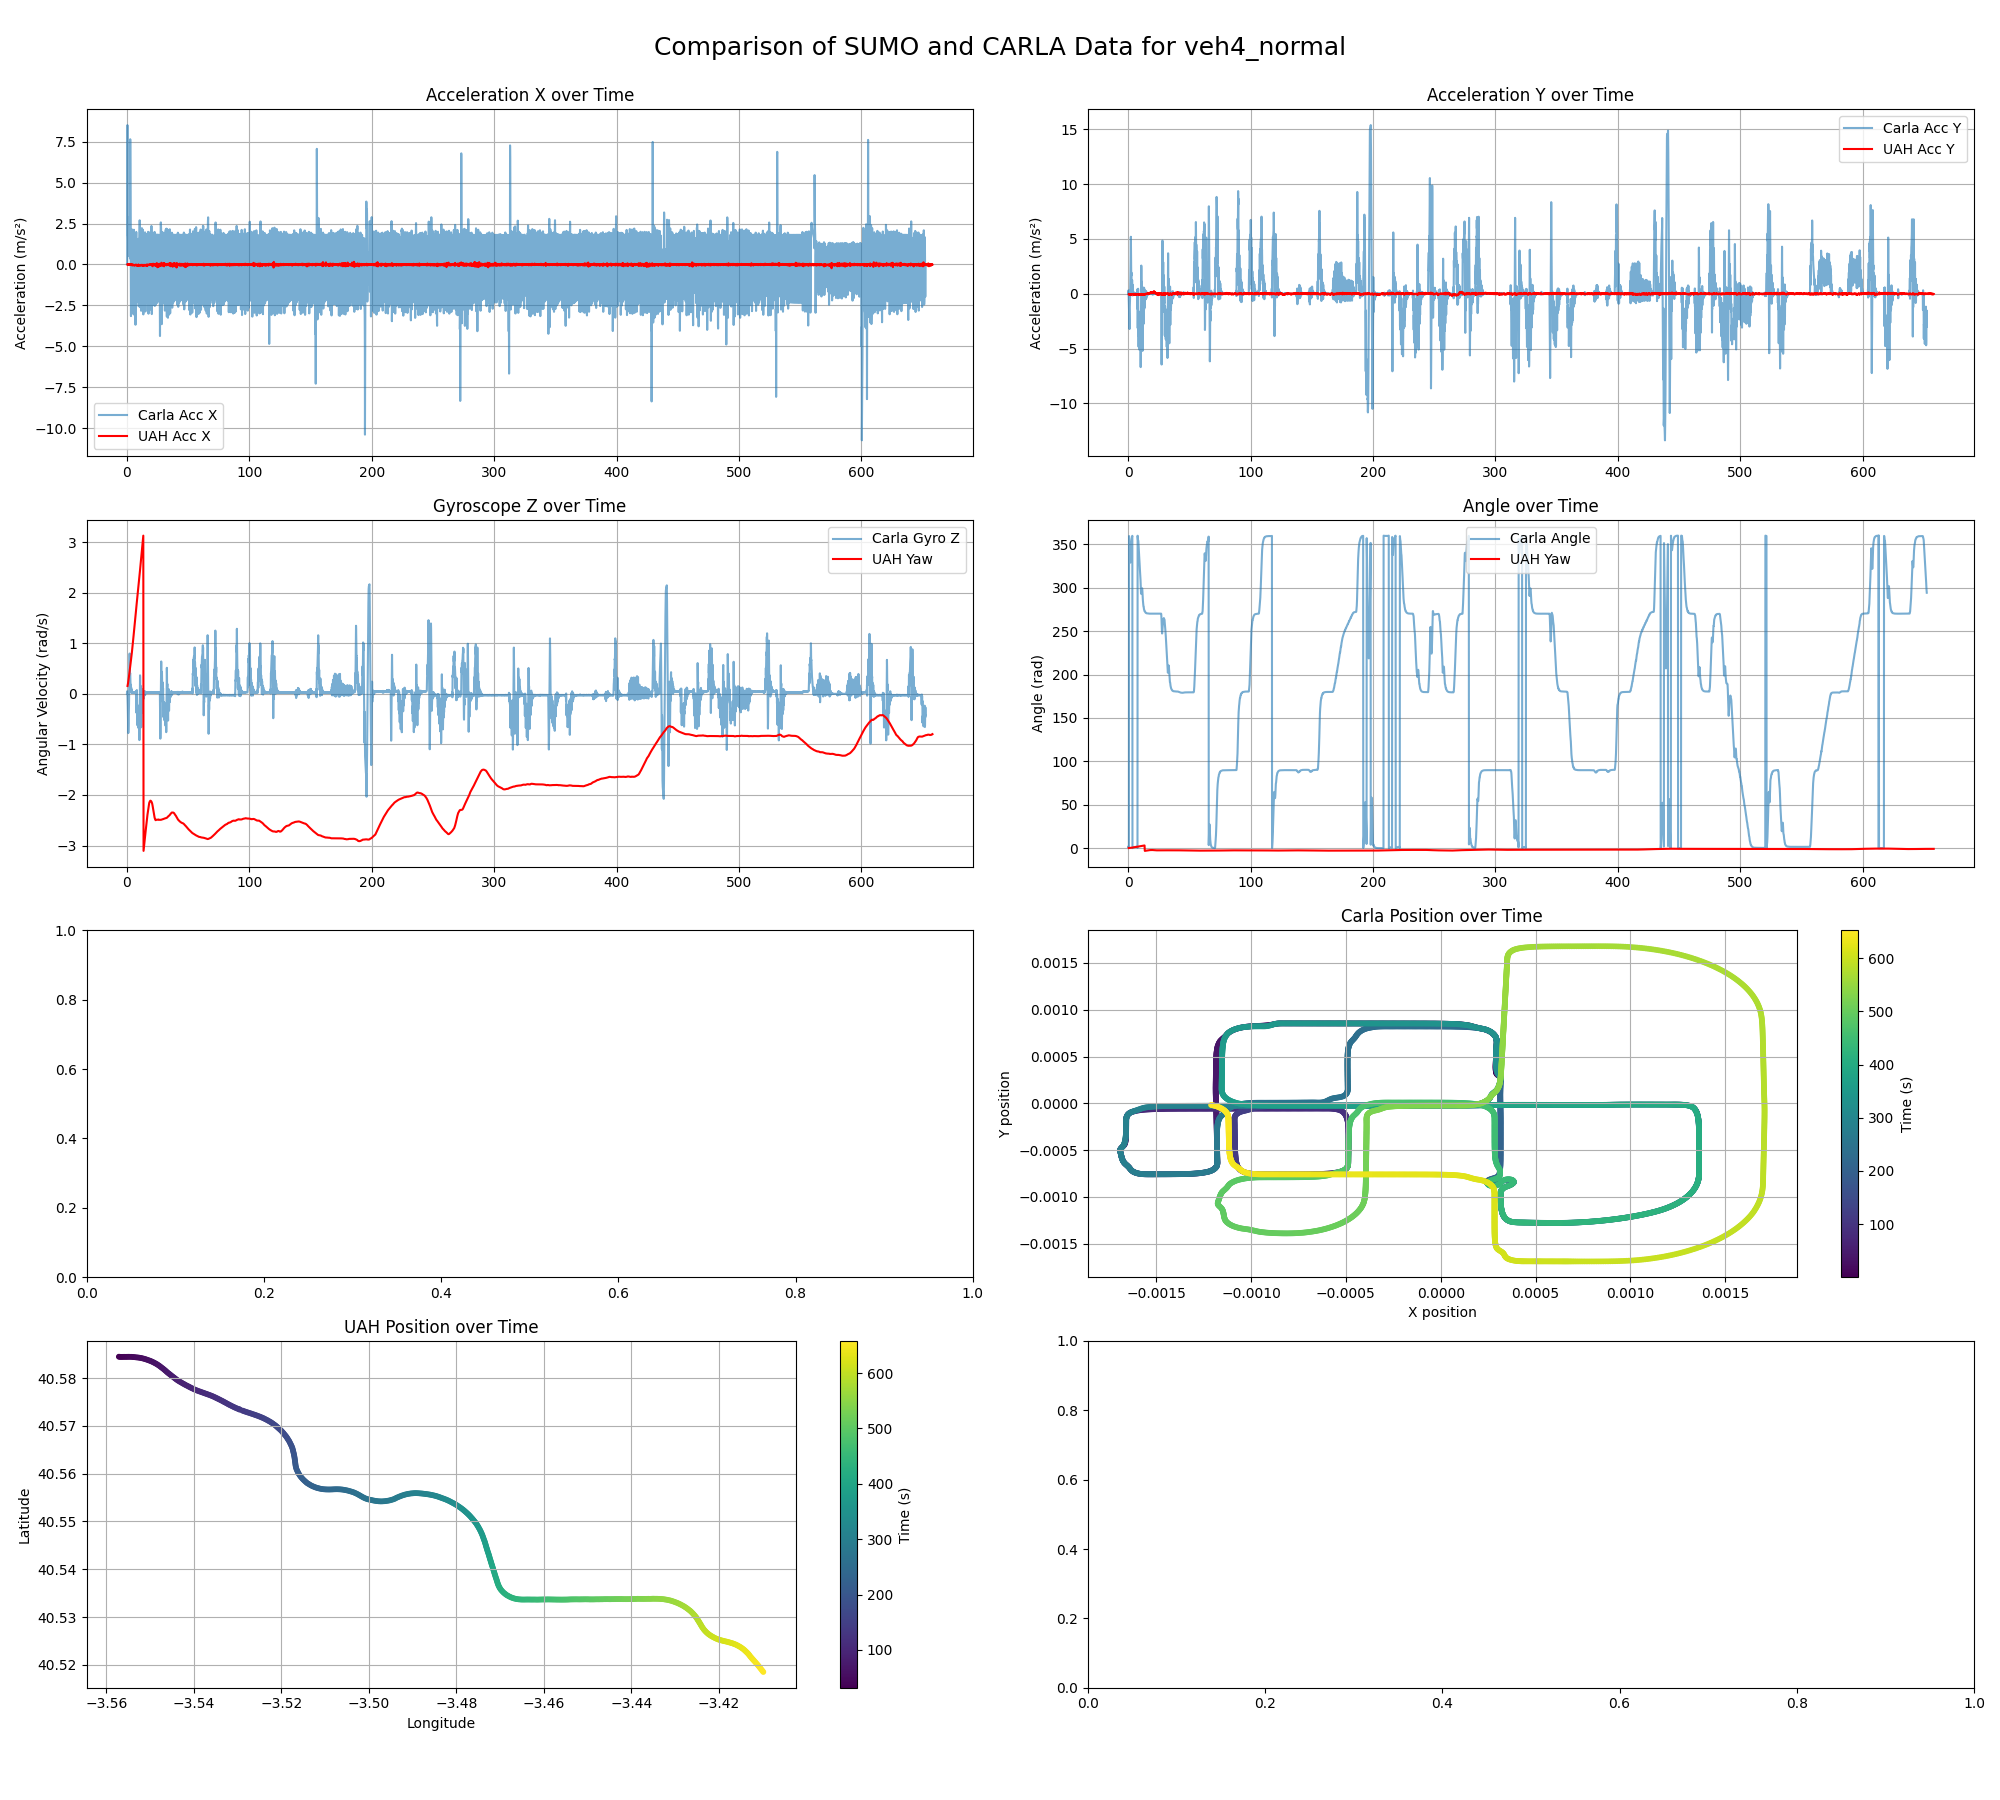 Comparison of SUMO and CARLA Data for veh4_normal
Acceleration X over Time
Acceleration (m/s²)
7.5
5.0
2.5
0.0
−2.5
−5.0
−7.5
−10.0
Carla Acc X
UAH Acc X
0 100 200 300 400 500 600
Acceleration Y over Time
Acceleration (m/s²)
15
10
5
0
−5
−10
Carla Acc Y
UAH Acc Y
0 100 200 300 400 500 600
Gyroscope Z over Time
Angular Velocity (rad/s)
3
2
1
0
−1
−2
−3
Carla Gyro Z
UAH Yaw
0 100 200 300 400 500 600
Angle over Time
Angle (rad)
350
300
250
200
150
100
50
0
Carla Angle
UAH Yaw
0 100 200 300 400 500 600
1.0
0.8
0.6
0.4
0.2
0.0
0.0 0.2 0.4 0.6 0.8 1.0
Carla Position over Time
Y position
0.0015
0.0010
0.0005
0.0000
−0.0005
−0.0010
−0.0015
−0.0015 −0.0010 −0.0005 0.0000 0.0005 0.0010 0.0015
X position
600
500
400
300
200
100
Time (s)
UAH Position over Time
Latitude
40.58
40.57
40.56
40.55
40.54
40.53
40.52
−3.56 −3.54 −3.52 −3.50 −3.48 −3.46 −3.44 −3.42
Longitude
600
500
400
300
200
100
Time (s)
1.0
0.8
0.6
0.4
0.2
0.0
0.0 0.2 0.4 0.6 0.8 1.0